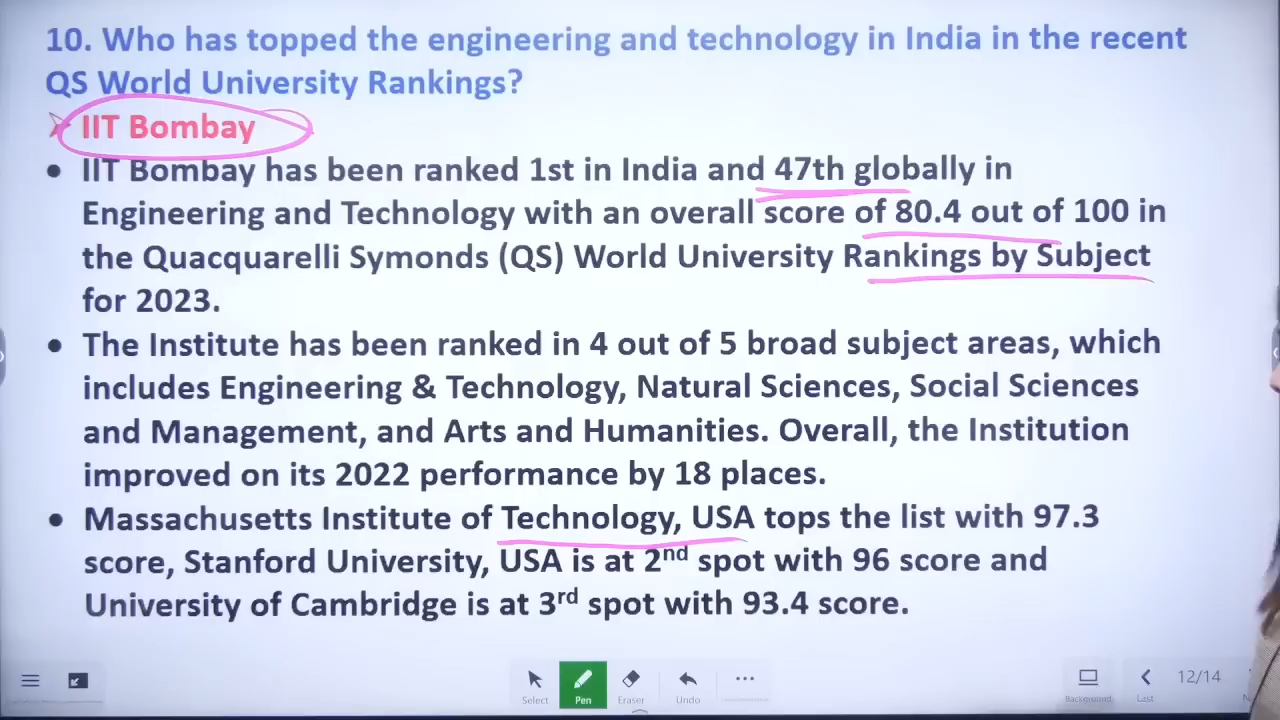 10. Who has topped the engineering and technology in India in the recent
QS World University Rankings?
➢ IIT Bombay
• IIT Bombay has been ranked 1st in India and 47th globally in
Engineering and Technology with an overall score of 80.4 out of 100 in
the Quacquarelli Symonds (QS) World University Rankings by Subject
for 2023.
• The Institute has been ranked in 4 out of 5 broad subject areas, which
includes Engineering & Technology, Natural Sciences, Social Sciences
and Management, and Arts and Humanities. Overall, the Institution
improved on its 2022 performance by 18 places.
• Massachusetts Institute of Technology, USA tops the list with 97.3
score, Stanford University, USA is at 2nd spot with 96 score and
University of Cambridge is at 3rd spot with 93.4 score.
Select Pen Eraser Undo Background Last 12/14